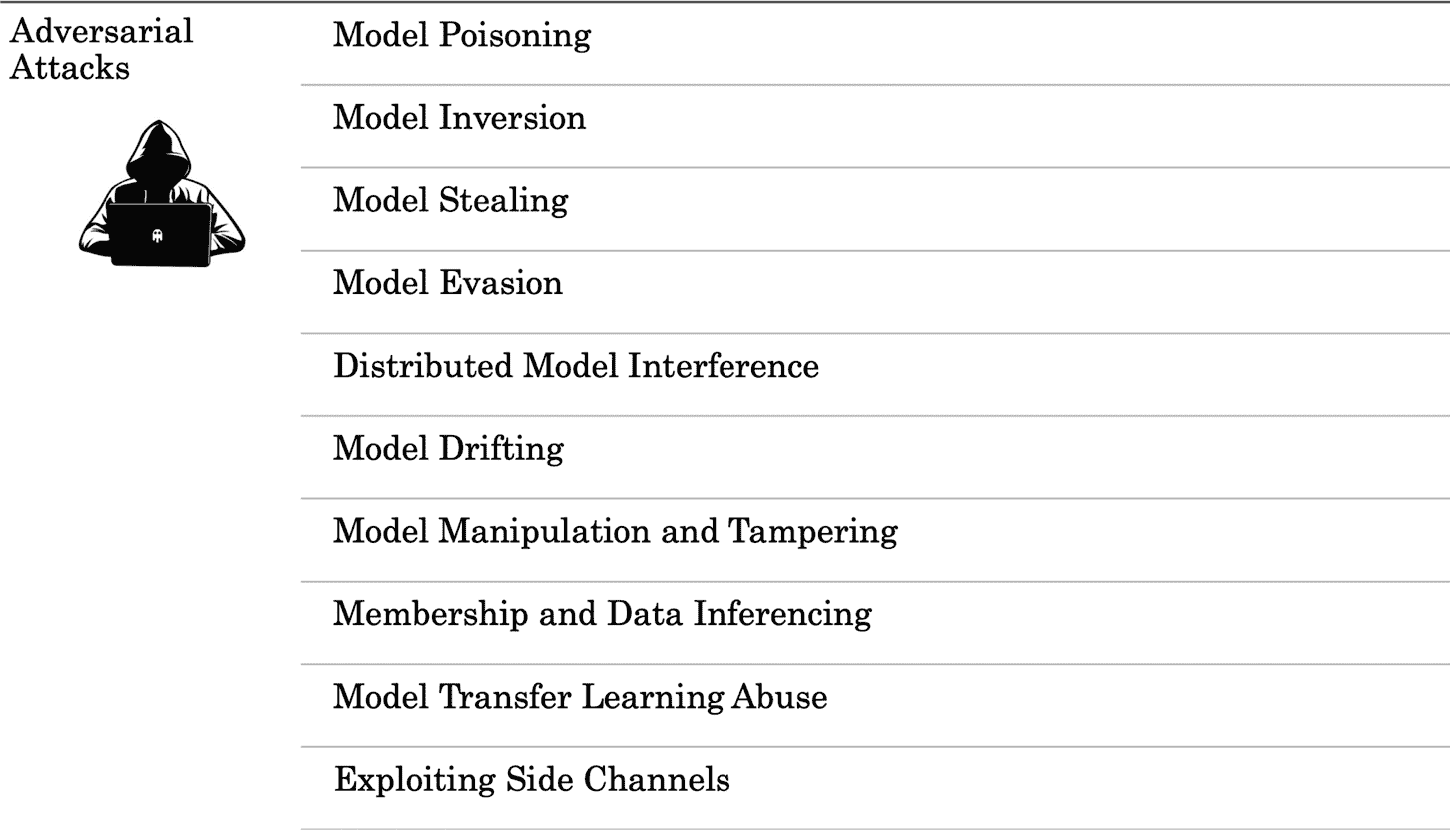 Adversarial
Attacks
Model Poisoning
Model Inversion
Model Stealing
Model Evasion
Distributed Model Interference
Model Drifting
Model Manipulation and Tampering
Membership and Data Inferencing
Model Transfer Learning Abuse
Exploiting Side Channels